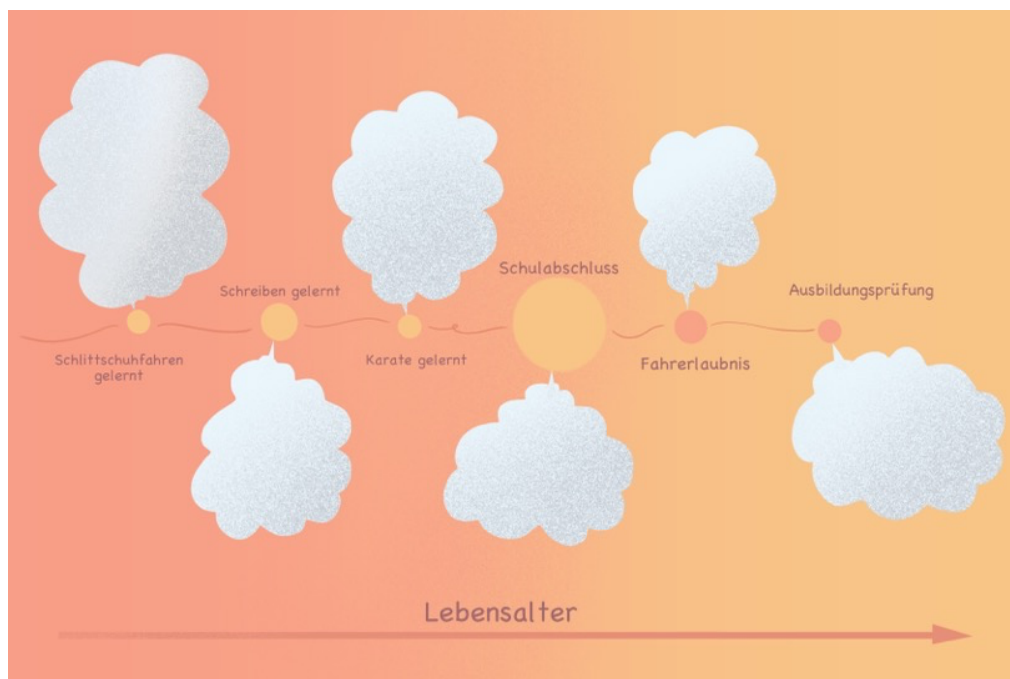 Schlittschuhfahren
gelernt
Schreiben gelernt
Karate gelernt
Schulabschluss
Fahrerlaubnis
Ausbildungsprüfung
Lebensalter